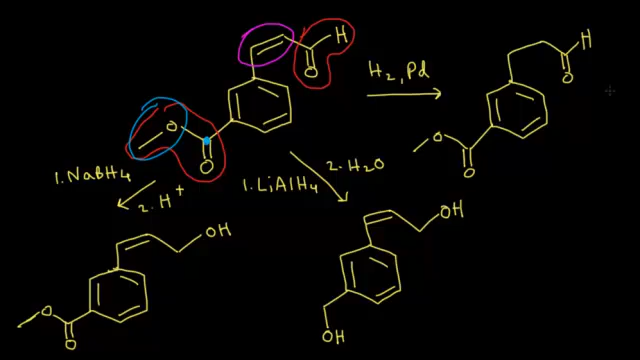 H
O
H₂, Pd
H
O
O
O
O
O
1. NaBH4
2. H⁺
1. LiAlH4
2. H2O
OH
OH
O
O
OH